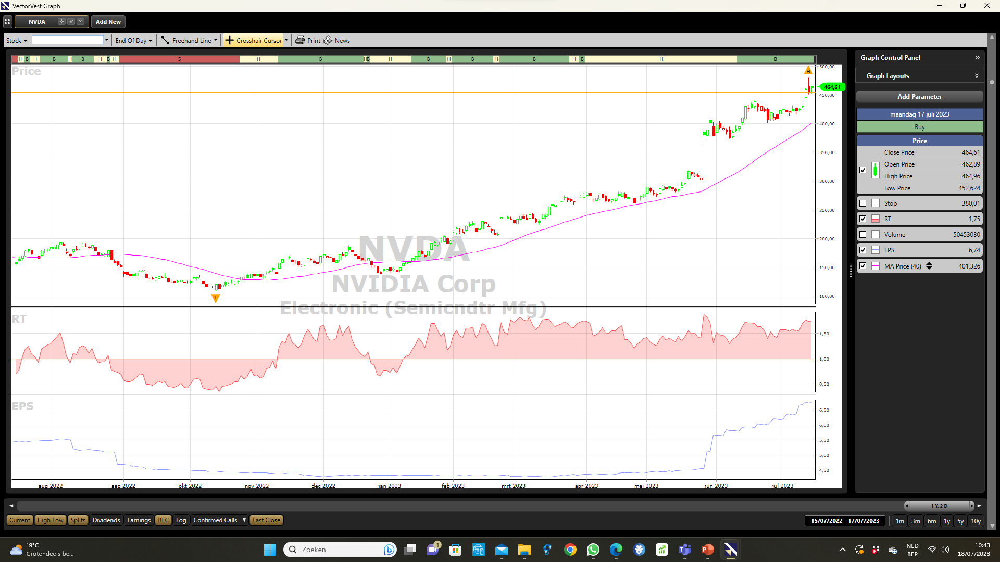 VectorVest Graph
NVDA
Add New
Stock
End Of Day
Freehand Line
Crosshair Cursor
Print
News
H B H B H B H B H S H B H B H B H B H B H B H B
Price
500,00
H
464,61
450,00
400,00
350,00
300,00
250,00
200,00
150,00
100,00
L
NVDA
NVIDIA Corp
Electronic (Semicndtr Mfg)
RT
1,50
1,00
0,50
EPS
6,50
6,00
5,50
5,00
4,50
aug 2022 sep 2022 okt 2022 nov 2022 dec 2022 jan 2023 feb 2023 mrt 2023 apr 2023 mei 2023 jun 2023 jul 2023
Graph Control Panel
Graph Layouts
Add Parameter
maandag 17 juli 2023
Buy
Price
Close Price 464,61
Open Price 462,89
High Price 464,96
Low Price 452,624
Stop 380,01
RT 1,75
Volume 50453030
EPS 6,74
MA Price (40) 401,326
1 Y, 2 D
Current High Low Splits Dividends Earnings REC Log Confirmed Calls Last Close
15/07/2022 - 17/07/2023
1m 3m 6m 1y 5y 10y
19°C
Grotendeels be...
Zoeken
1
NLD
BEP
10:43
18/07/2023